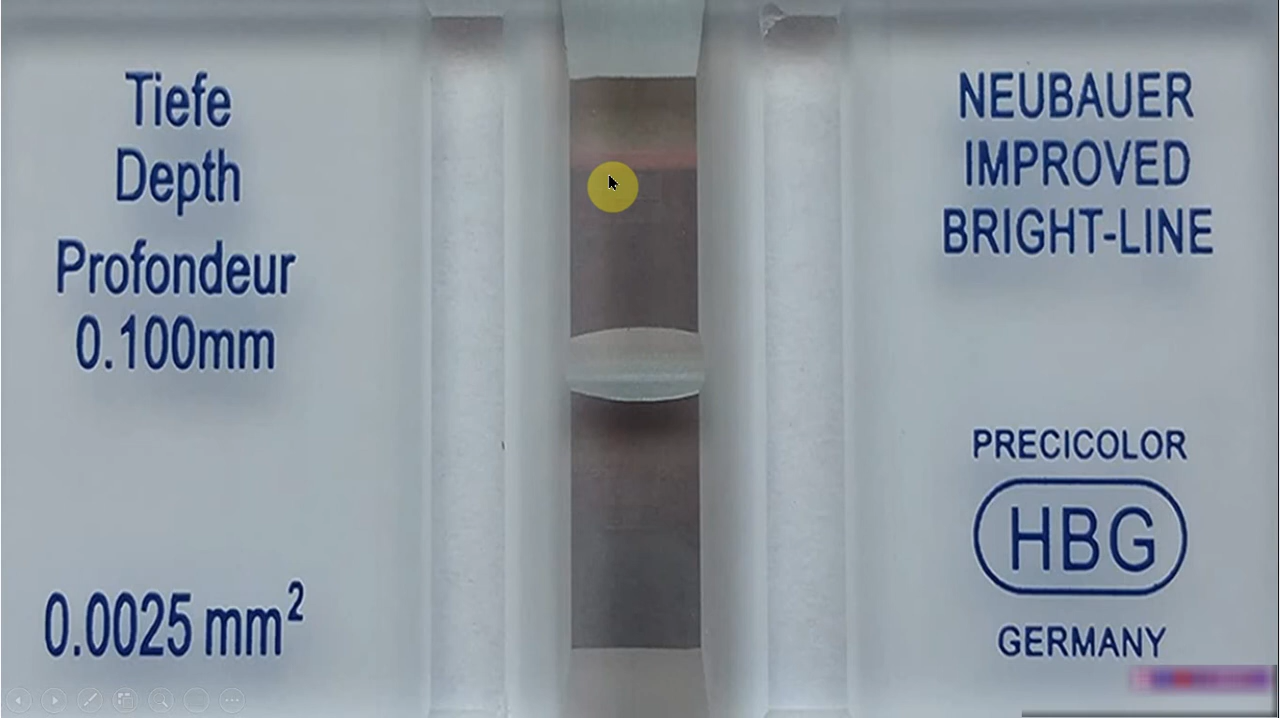 Tiefe
Depth
Profondeur
0.100mm
0.0025 mm²
NEUBAUER
IMPROVED
BRIGHT-LINE
PRECICOLOR
HBG
GERMANY